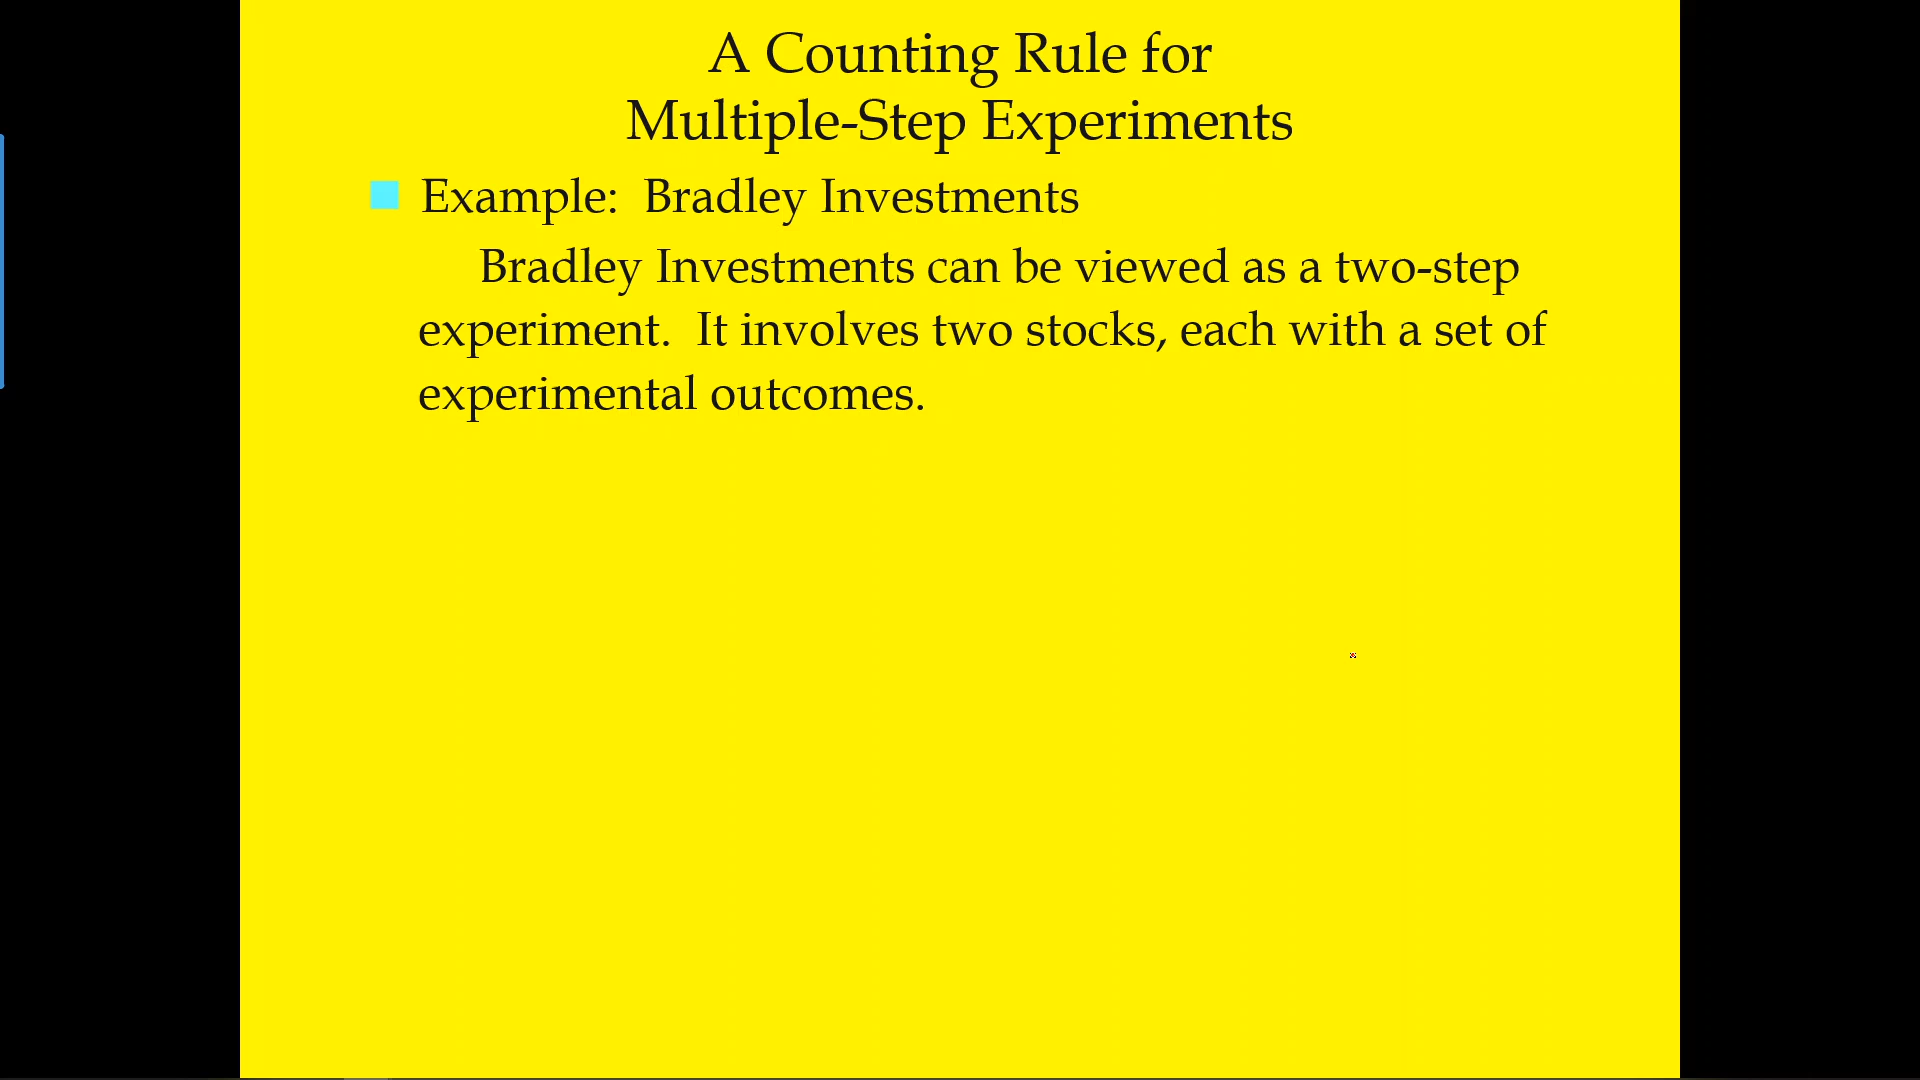 A Counting Rule for
Multiple-Step Experiments
Example:  Bradley Investments
Bradley Investments can be viewed as a two-step
experiment.  It involves two stocks, each with a set of
experimental outcomes.